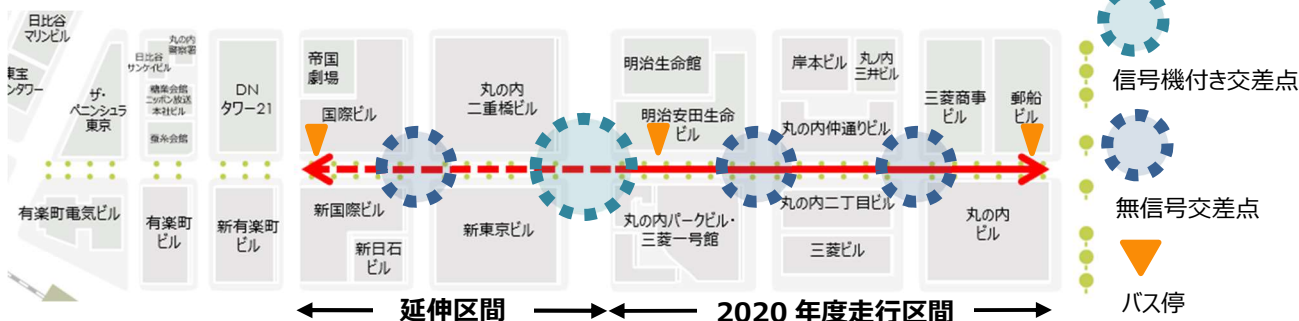 日比谷
マリンビル
東宝
ンタワー
ザ・
ペニンシュラ
東京
丸の内
警察署
日比谷
サンケイビル
糖業会館
ニッポン放送
本社ビル
蚕糸会館
DN
タワー21
帝国
劇場
国際ビル
丸の内
二重橋ビル
明治生命館
明治安田生命
ビル
岸本ビル
丸ノ内
三井ビル
丸の内仲通りビル
三菱商事
ビル
郵船
ビル
有楽町電気ビル
有楽町
ビル
新有楽町
ビル
新国際ビル
新日石
ビル
新東京ビル
丸の内パークビル・
三菱一号館
丸の内二丁目ビル
三菱ビル
丸の内
ビル
延伸区間
2020 年度走行区間
信号機付き交差点
無信号交差点
バス停